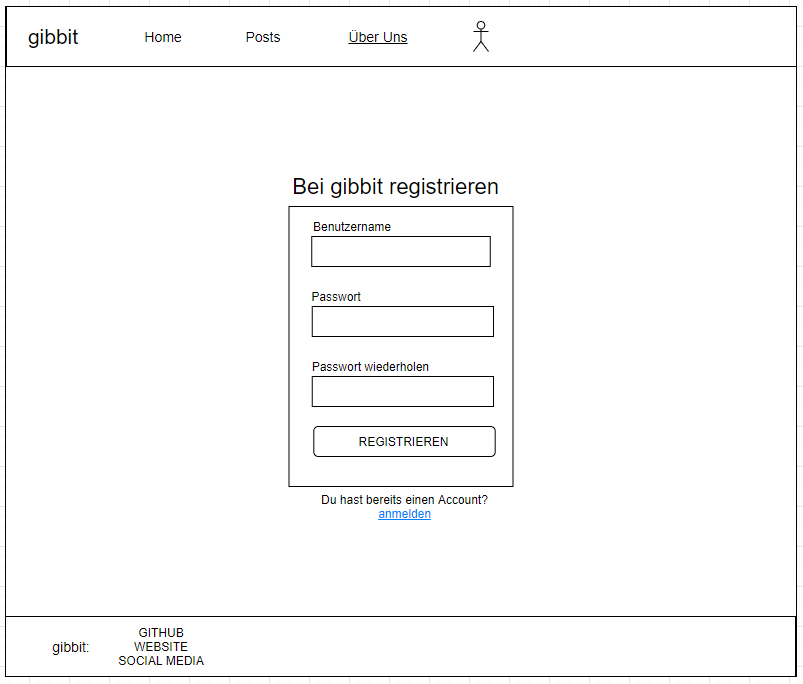 gibbit Home Posts Über Uns
Bei gibbit registrieren
Benutzername
Passwort
Passwort wiederholen
REGISTRIEREN
Du hast bereits einen Account?
anmelden
gibbit:
GITHUB
WEBSITE
SOCIAL MEDIA